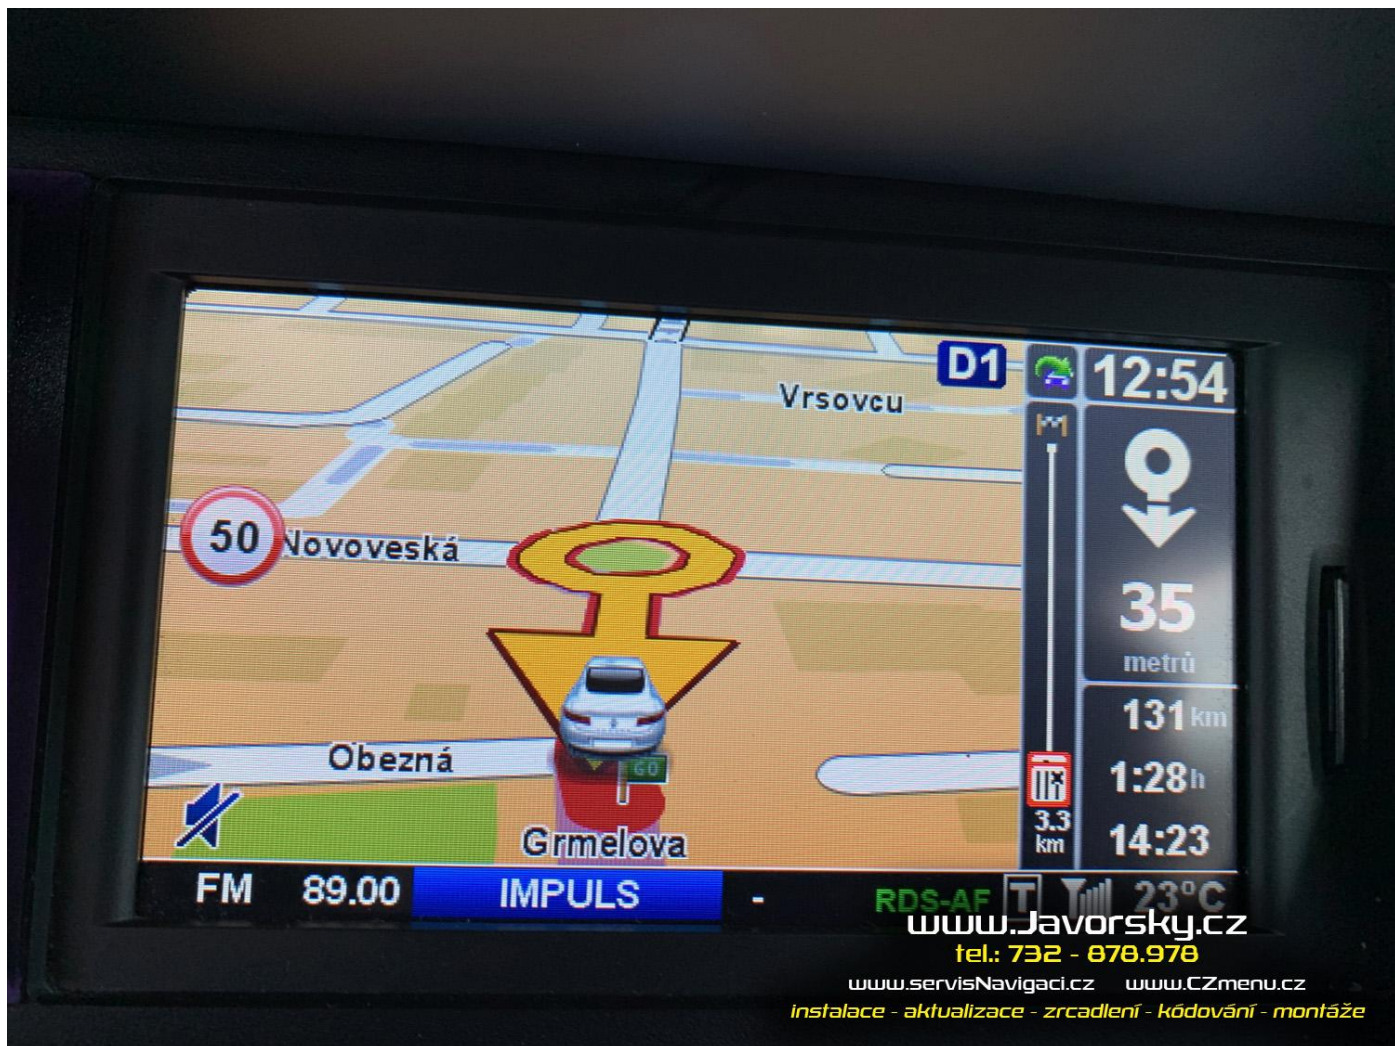 D1
12:54
Vrsovcu
50
Novoveská
35
metrů
131 km
Obezná
1:28 h
GO
3.3
km
14:23
Grmelova
FM 89.00 IMPULS - RDS-AF T 23°C
www.Javorsky.cz
tel.: 732 - 878.978
www.servisNavigaci.cz www.CZmenu.cz
instalace - aktualizace - zrcadlení - kódování - montáže